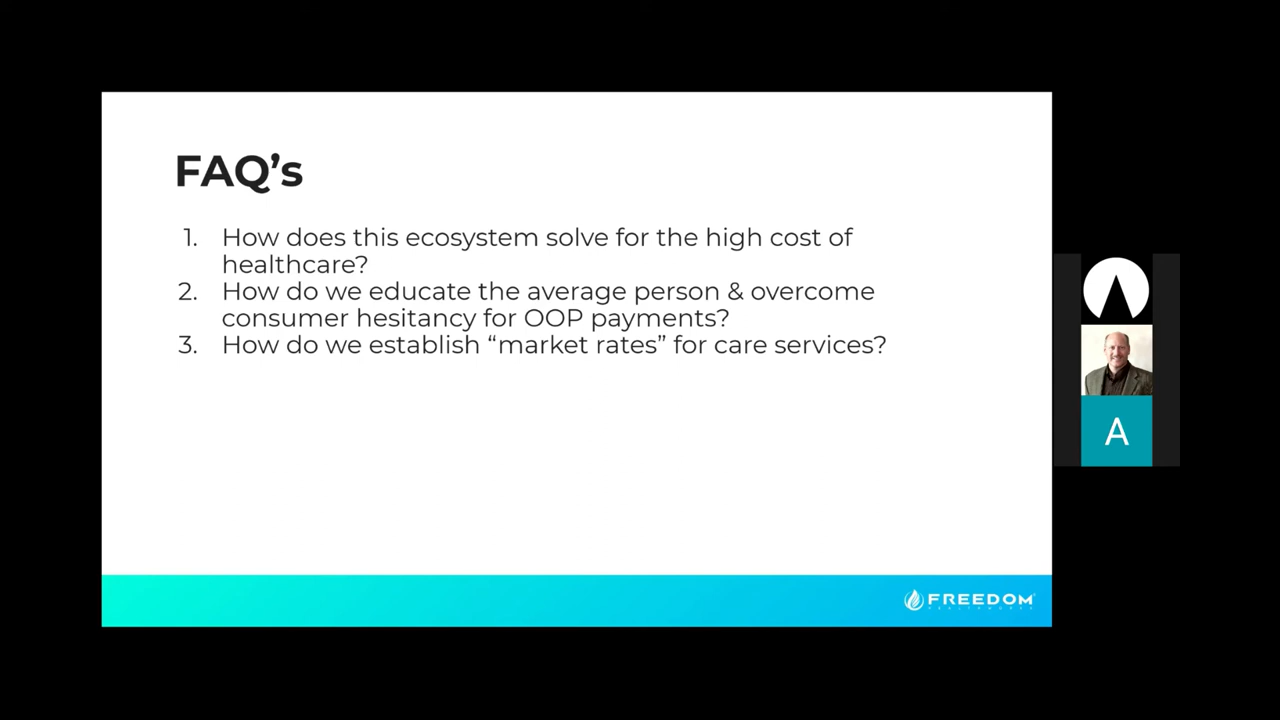 FAQ’s
1. How does this ecosystem solve for the high cost of
healthcare?
2. How do we educate the average person & overcome
consumer hesitancy for OOP payments?
3. How do we establish “market rates” for care services?
A
FREEDOM
HEALTHWORKS